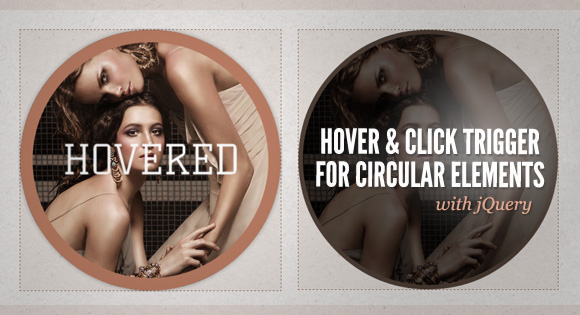 HOVERED
HOVER & CLICK TRIGGER
FOR CIRCULAR ELEMENTS
with jQuery